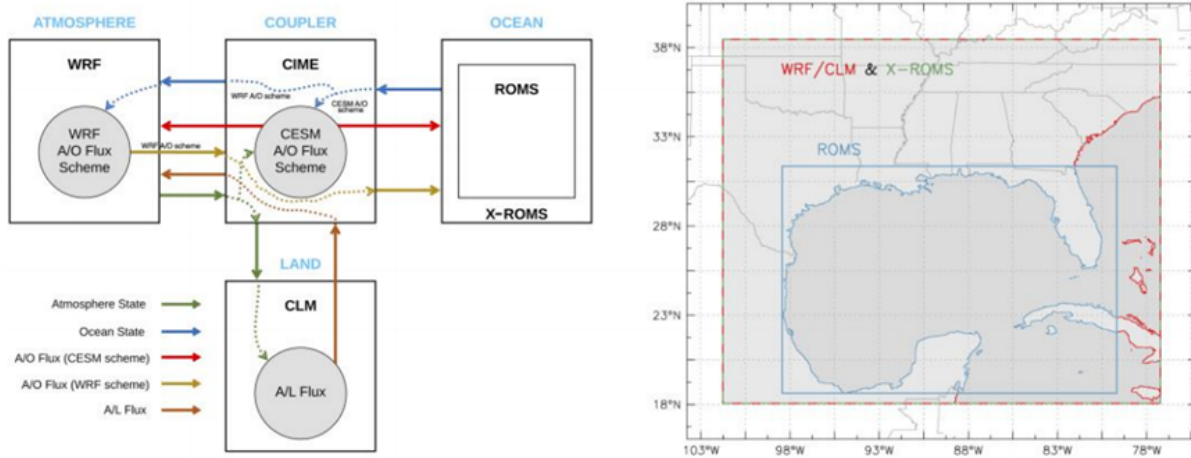 ATMOSPHERE
COUPLER
OCEAN
WRF
CIME
ROMS
WRF A/O scheme
CESM A/O
scheme
WRF
A/O Flux
Scheme
WRF A/O scheme
CESM
A/O Flux
Scheme
X-ROMS
LAND
CLM
A/L Flux
Atmosphere State
Ocean State
A/O Flux (CESM scheme)
A/O Flux (WRF scheme)
A/L Flux
WRF/CLM & X-ROMS
ROMS
38°N
33°N
28°N
23°N
18°N
103°W
98°W
93°W
88°W
83°W
78°W